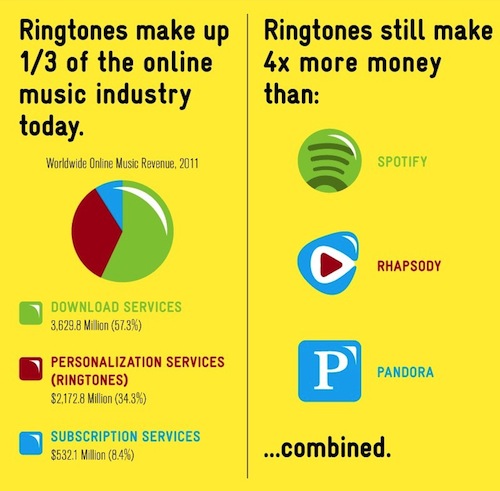 Ringtones make up
1/3 of the online
music industry
today.
Worldwide Online Music Revenue, 2011
DOWNLOAD SERVICES
3,629.8 Million (57.3%)
PERSONALIZATION SERVICES
(RINGTONES)
$2,172.8 Million (34.3%)
SUBSCRIPTION SERVICES
$532.1 Million (8.4%)
Ringtones still make
4x more money
than:
SPOTIFY
RHAPSODY
P
PANDORA
...combined.